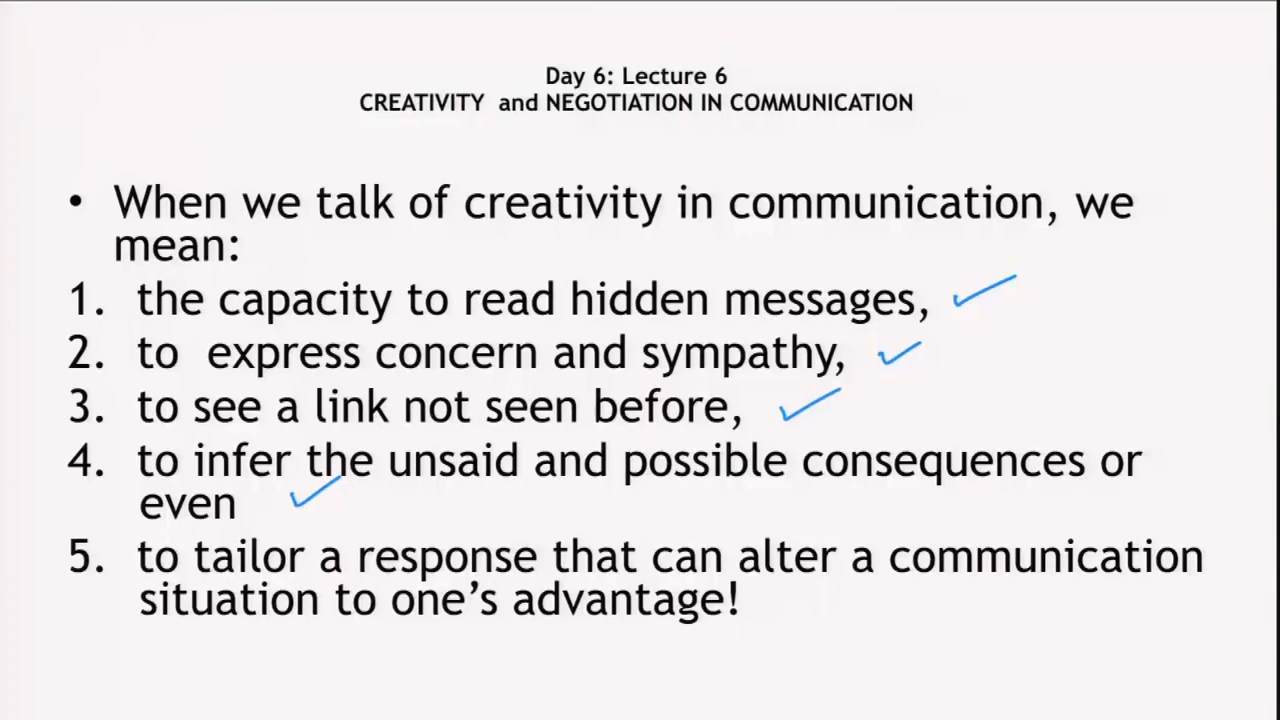 Day 6: Lecture 6
CREATIVITY and NEGOTIATION IN COMMUNICATION
• When we talk of creativity in communication, we
mean:
1. the capacity to read hidden messages,
2. to express concern and sympathy,
3. to see a link not seen before,
4. to infer the unsaid and possible consequences or
even
5. to tailor a response that can alter a communication
situation to one's advantage!